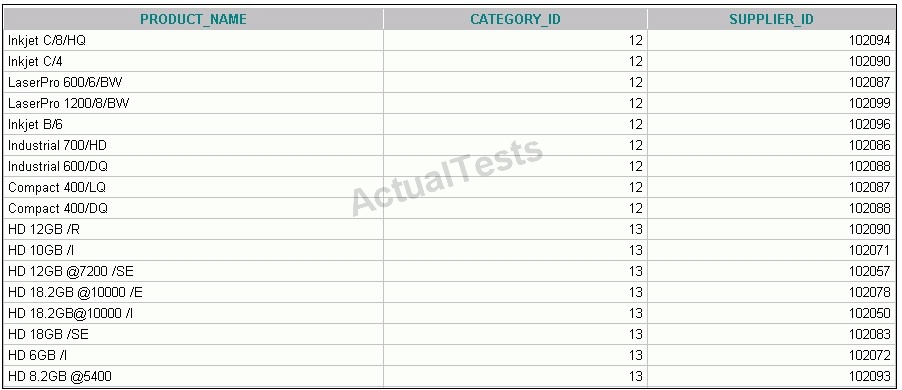 PRODUCT_NAME CATEGORY_ID SUPPLIER_ID
Inkjet C/8/HQ 12 102094
Inkjet C/4 12 102090
LaserPro 600/6/BW 12 102087
LaserPro 1200/8/BW 12 102099
Inkjet B/6 12 102096
Industrial 700/HD 12 102086
Industrial 600/DQ 12 102088
Compact 400/LQ 12 102087
Compact 400/DQ 12 102088
HD 12GB /R 13 102090
HD 10GB /I 13 102071
HD 12GB @7200 /SE 13 102057
HD 18.2GB @10000 /E 13 102078
HD 18.2GB@10000 /I 13 102050
HD 18GB /SE 13 102083
HD 6GB /I 13 102072
HD 8.2GB @5400 13 102093
ActualTests